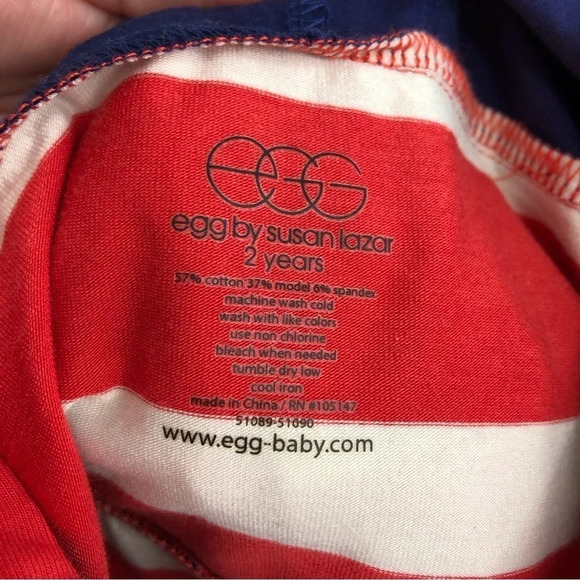 egg
egg by susan lazar
2 years
57% cotton 37% model 6% spandex
machine wash cold
wash with like colors
use non chlorine
bleach when needed
tumble dry low
cool iron
made in China / RN #105147
51089-51090
www.egg-baby.com